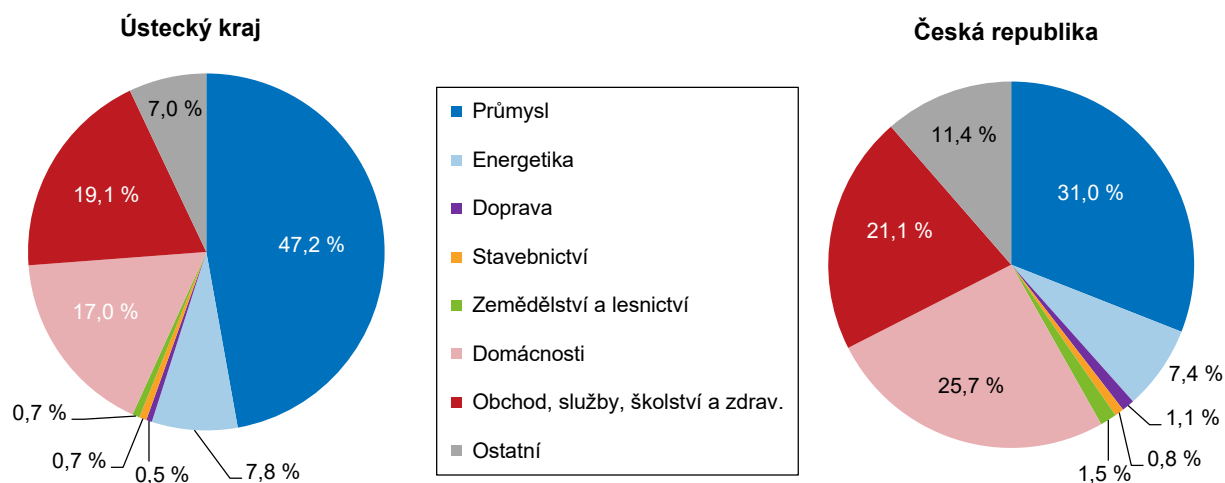 Ústecký kraj
7,0 %
19,1 %
47,2 %
17,0 %
0,7 %
0,7 %
0,5 %
7,8 %
Průmysl
Energetika
Doprava
Stavebnictví
Zemědělství a lesnictví
Domácnosti
Obchod, služby, školství a zdrav.
Ostatní
Česká republika
11,4 %
31,0 %
21,1 %
25,7 %
7,4 %
1,1 %
0,8 %
1,5 %